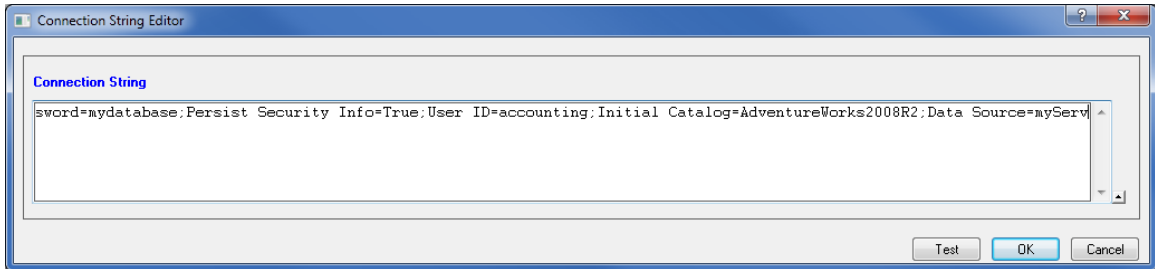 Connection String Editor
?
Connection String
sword=mydatabase;Persist Security Info=True;User ID=accounting;Initial Catalog=AdventureWorks2008R2;Data Source=myServ
Test OK Cancel